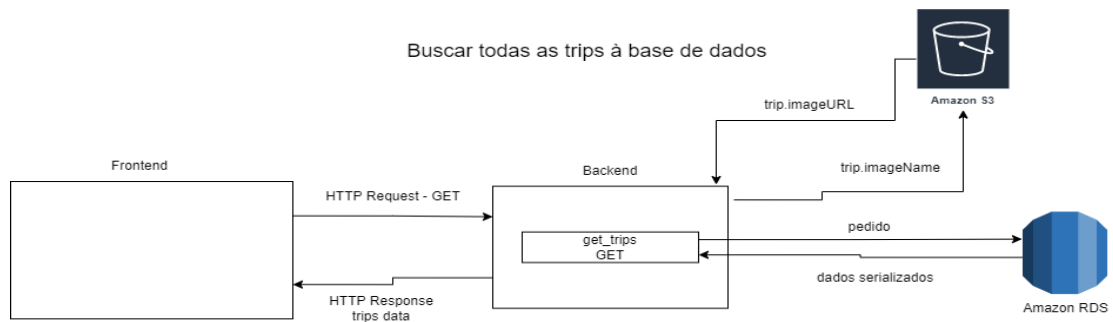 Buscar todas as trips à base de dados
Amazon S3
trip.imageURL
Frontend
Backend
trip.imageName
HTTP Request - GET
get_trips
GET
pedido
dados serializados
HTTP Response
trips data
Amazon RDS